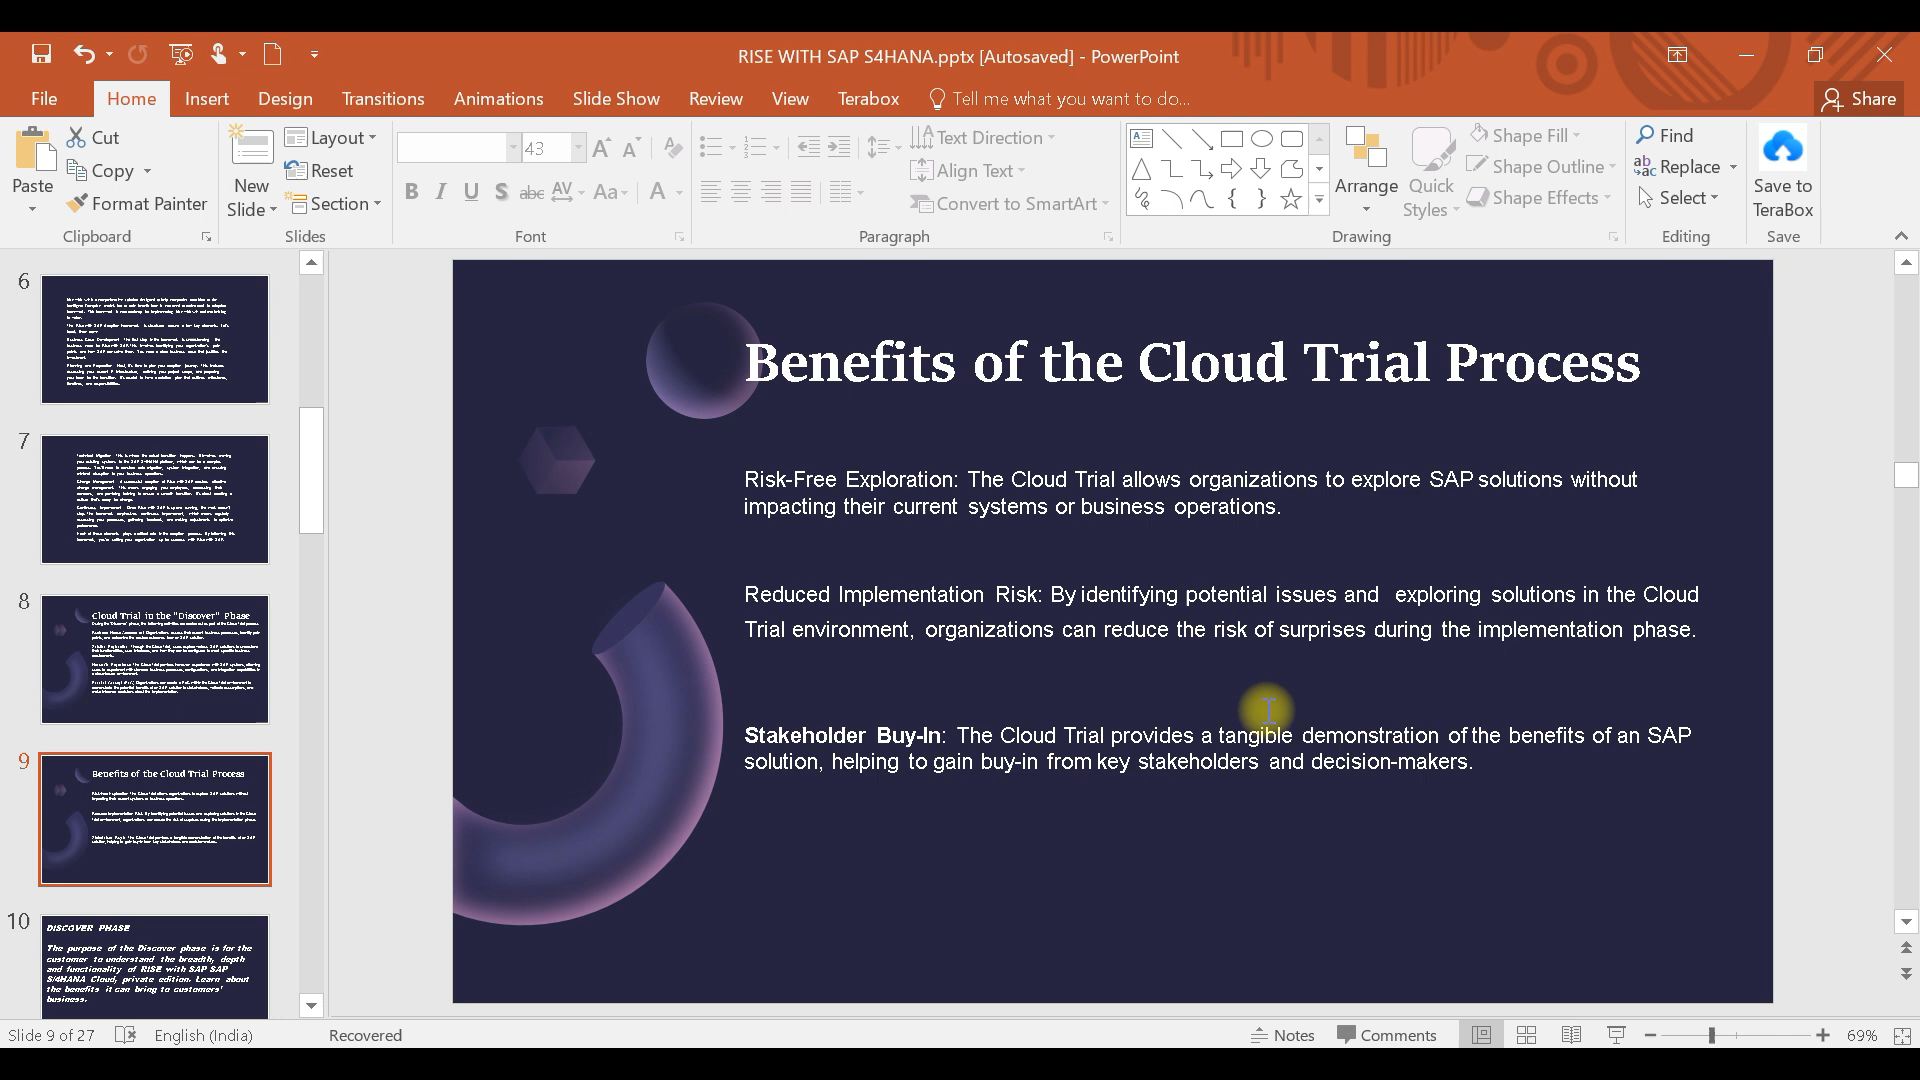 RISE WITH SAP S4HANA.pptx [Autosaved] - PowerPoint
File Home Insert Design Transitions Animations Slide Show Review View Terabox Tell me what you want to do... Share
Paste
Cut
Copy
Format Painter
Clipboard
New Slide
Layout
Reset
Section
Slides
43
B I U S abc AV Aa A
Font
Text Direction
Align Text
Convert to SmartArt
Paragraph
Arrange
Quick Styles
Shape Fill
Shape Outline
Shape Effects
Drawing
Find
Replace
Select
Editing
Save to TeraBox
Save
6
7
8
Cloud Trial in the "Discover" Phase
9
Benefits of the Cloud Trial Process
10
DISCOVER PHASE
The purpose of the Discover phase is for the
customer to understand the breadth, depth
and functionality of RISE with SAP SAP
S/4HANA Cloud, private edition. Learn about
the benefits it can bring to customers'
business.
Benefits of the Cloud Trial Process
Risk-Free Exploration: The Cloud Trial allows organizations to explore SAP solutions without
impacting their current systems or business operations.
Reduced Implementation Risk: By identifying potential issues and exploring solutions in the Cloud
Trial environment, organizations can reduce the risk of surprises during the implementation phase.
Stakeholder Buy-In: The Cloud Trial provides a tangible demonstration of the benefits of an SAP
solution, helping to gain buy-in from key stakeholders and decision-makers.
Slide 9 of 27 English (India) Recovered Notes Comments 69%